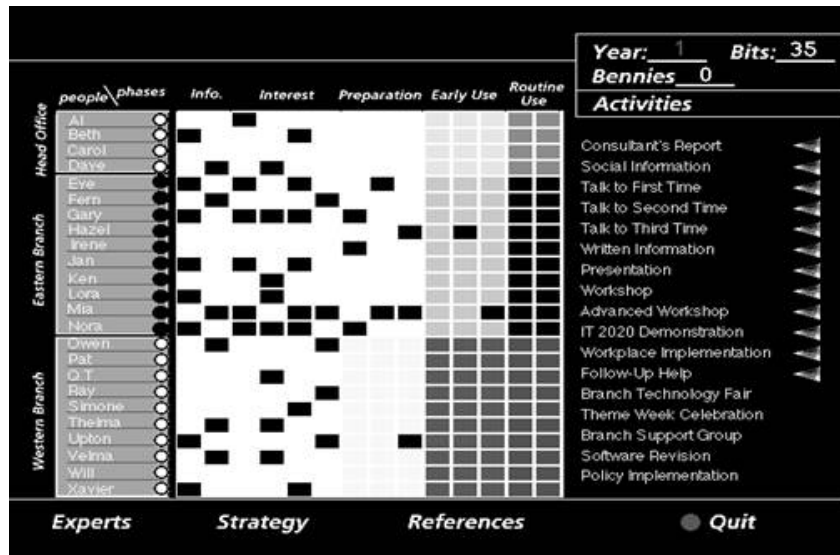 Year: 1 Bits: 35
Bennies 0
Activities
people\phases Info. Interest Preparation Early Use Routine Use
Head Office
Al
Beth
Carol
Dave
Eastern Branch
Eve
Fern
Gary
Hazel
Irene
Jan
Ken
Lora
Mia
Nora
Western Branch
Owen
Pat
O.T.
Ray
Simone
Thelma
Upton
Velma
Will
Xavier
Consultant's Report
Social Information
Talk to First Time
Talk to Second Time
Talk to Third Time
Written Information
Presentation
Workshop
Advanced Workshop
IT 2020 Demonstration
Workplace Implementation
Follow-Up Help
Branch Technology Fair
Theme Week Celebration
Branch Support Group
Software Revision
Policy Implementation
Experts Strategy References Quit